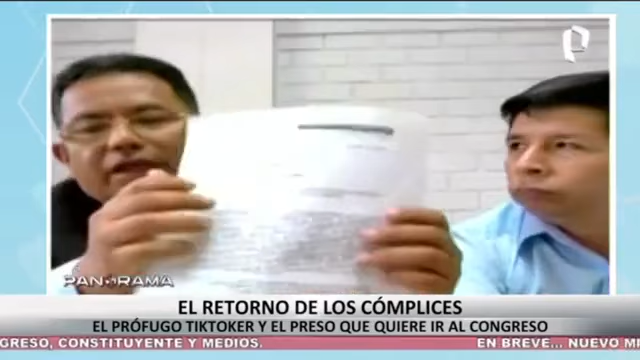 PANORAMA
EL RETORNO DE LOS CÓMPLICES
EL PRÓFUGO TIKTOKER Y EL PRESO QUE QUIERE IR AL CONGRESO
GRESO, CONSTITUYENTE Y MEDIOS. EN BREVE... NUEVO MI